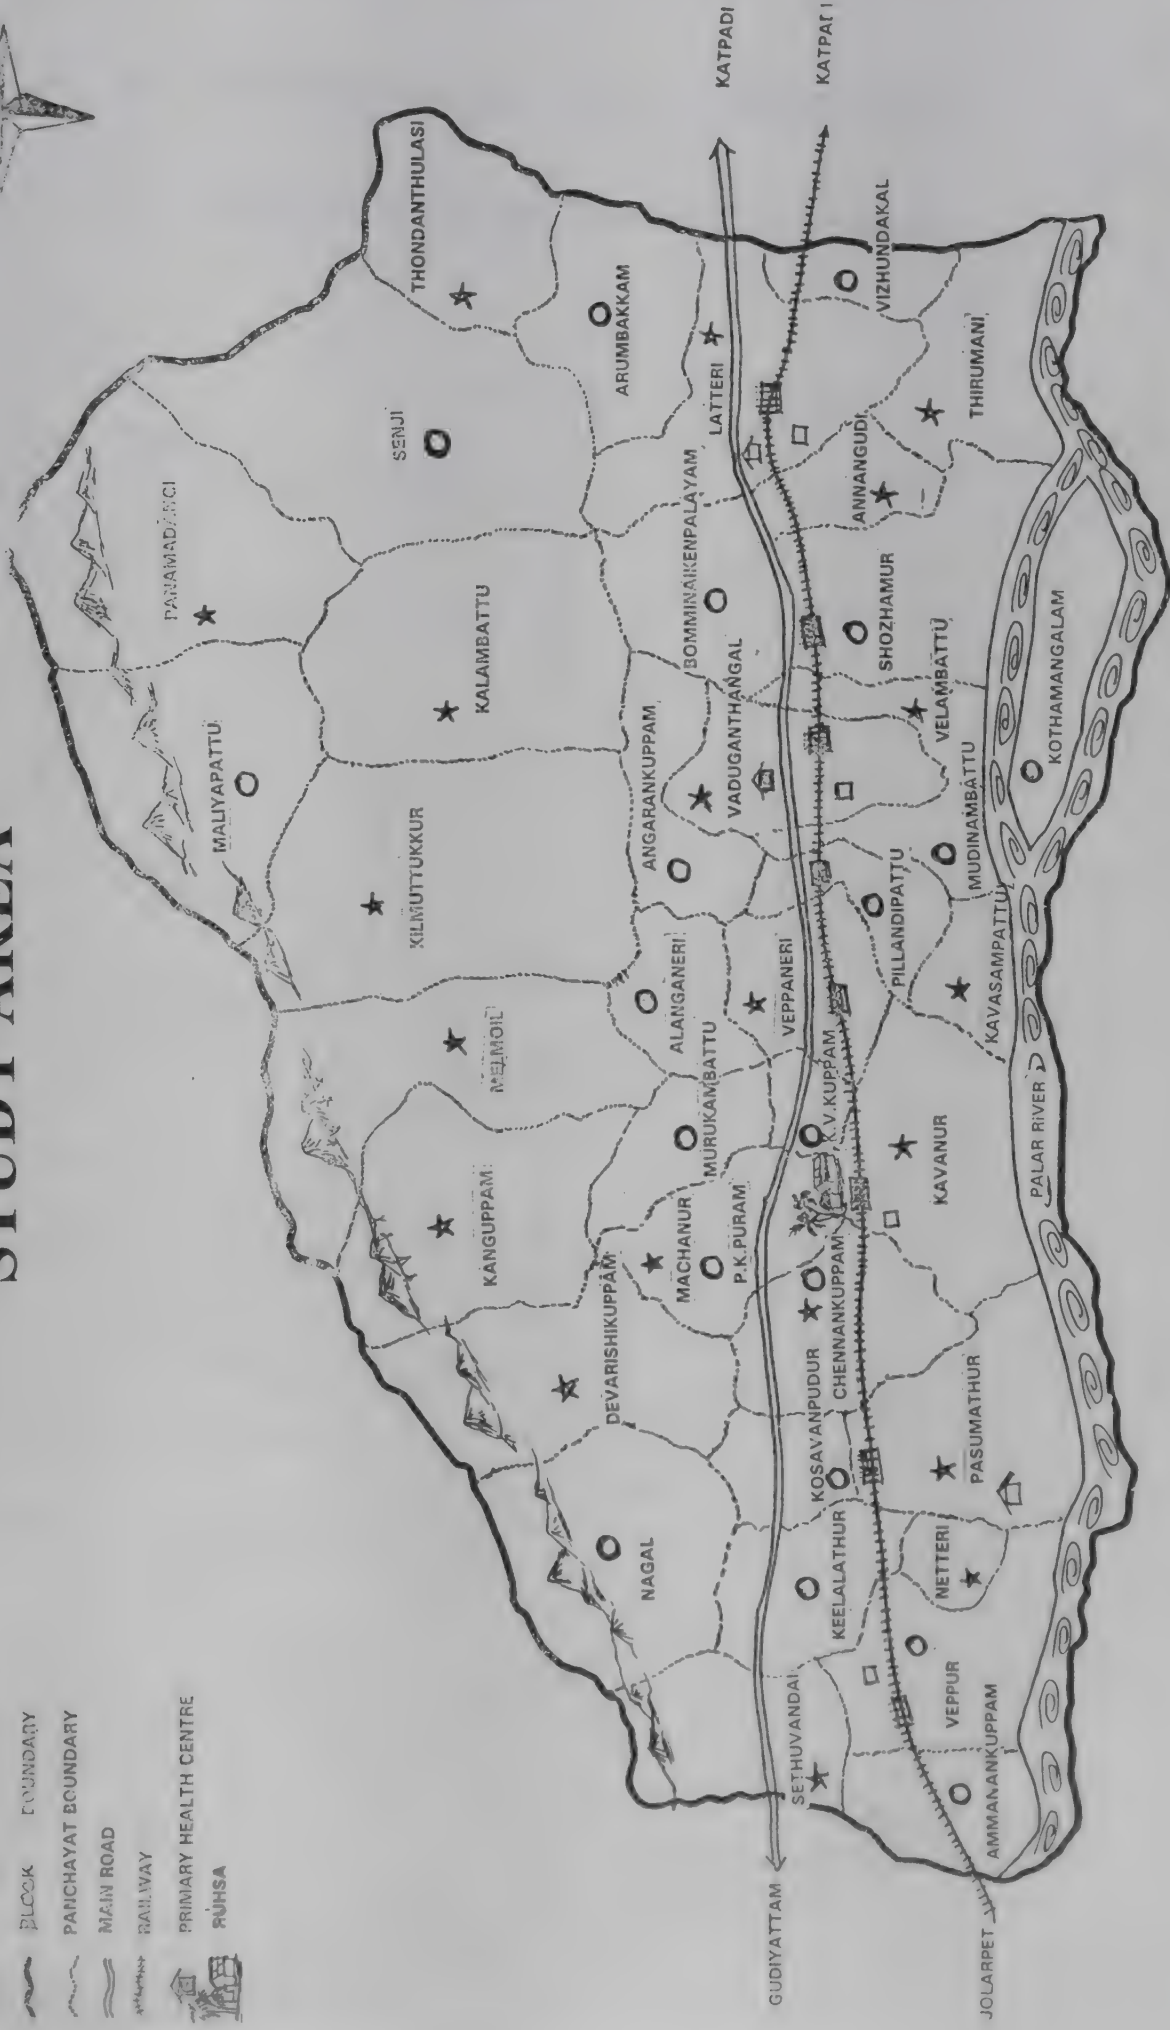 STUDY AREA
BLOCK BOUNDARY
PANCHAYAT BOUNDARY
MAIN ROAD
RAILWAY
PRIMARY HEALTH CENTRE
RUHSA
PANAMADANGI
MALIYAPATTU
THONDANTHULASI
SENJI
KALAMBATTU
KILMUTTUKKUR
MELMOIL
KANGUPPAM
DEVARISHIKUPPAM
NAGAL
ARUMBAKKAM
LATTERI
BOMMINAIKENPALAYAM
ANGARANKUPPAM
VADUGANTHANGAL
ALANGANERI
MURUKAMBATTU
VEPPANERI
MACHANUR
P.K.PURAM
KATPADI
VIZHUNDAKAL
THIRUMANI
ANNANGUDI
SHOZHAMUR
VELAMBATTU
MUDINAMBATTU
KOTHAMANGALAM
PILLANDIPATTU
KAVASAMPATTU
K.V.KUPPAM
KAVANUR
PALAR RIVER
CHENNANKUPPAM
KOSAVANPUDUR
PASUMATHUR
KEELALATHUR
NETTERI
SETHUVANDAI
VEPPUR
AMMANANKUPPAM
GUDIYATTAM
JOLARPET